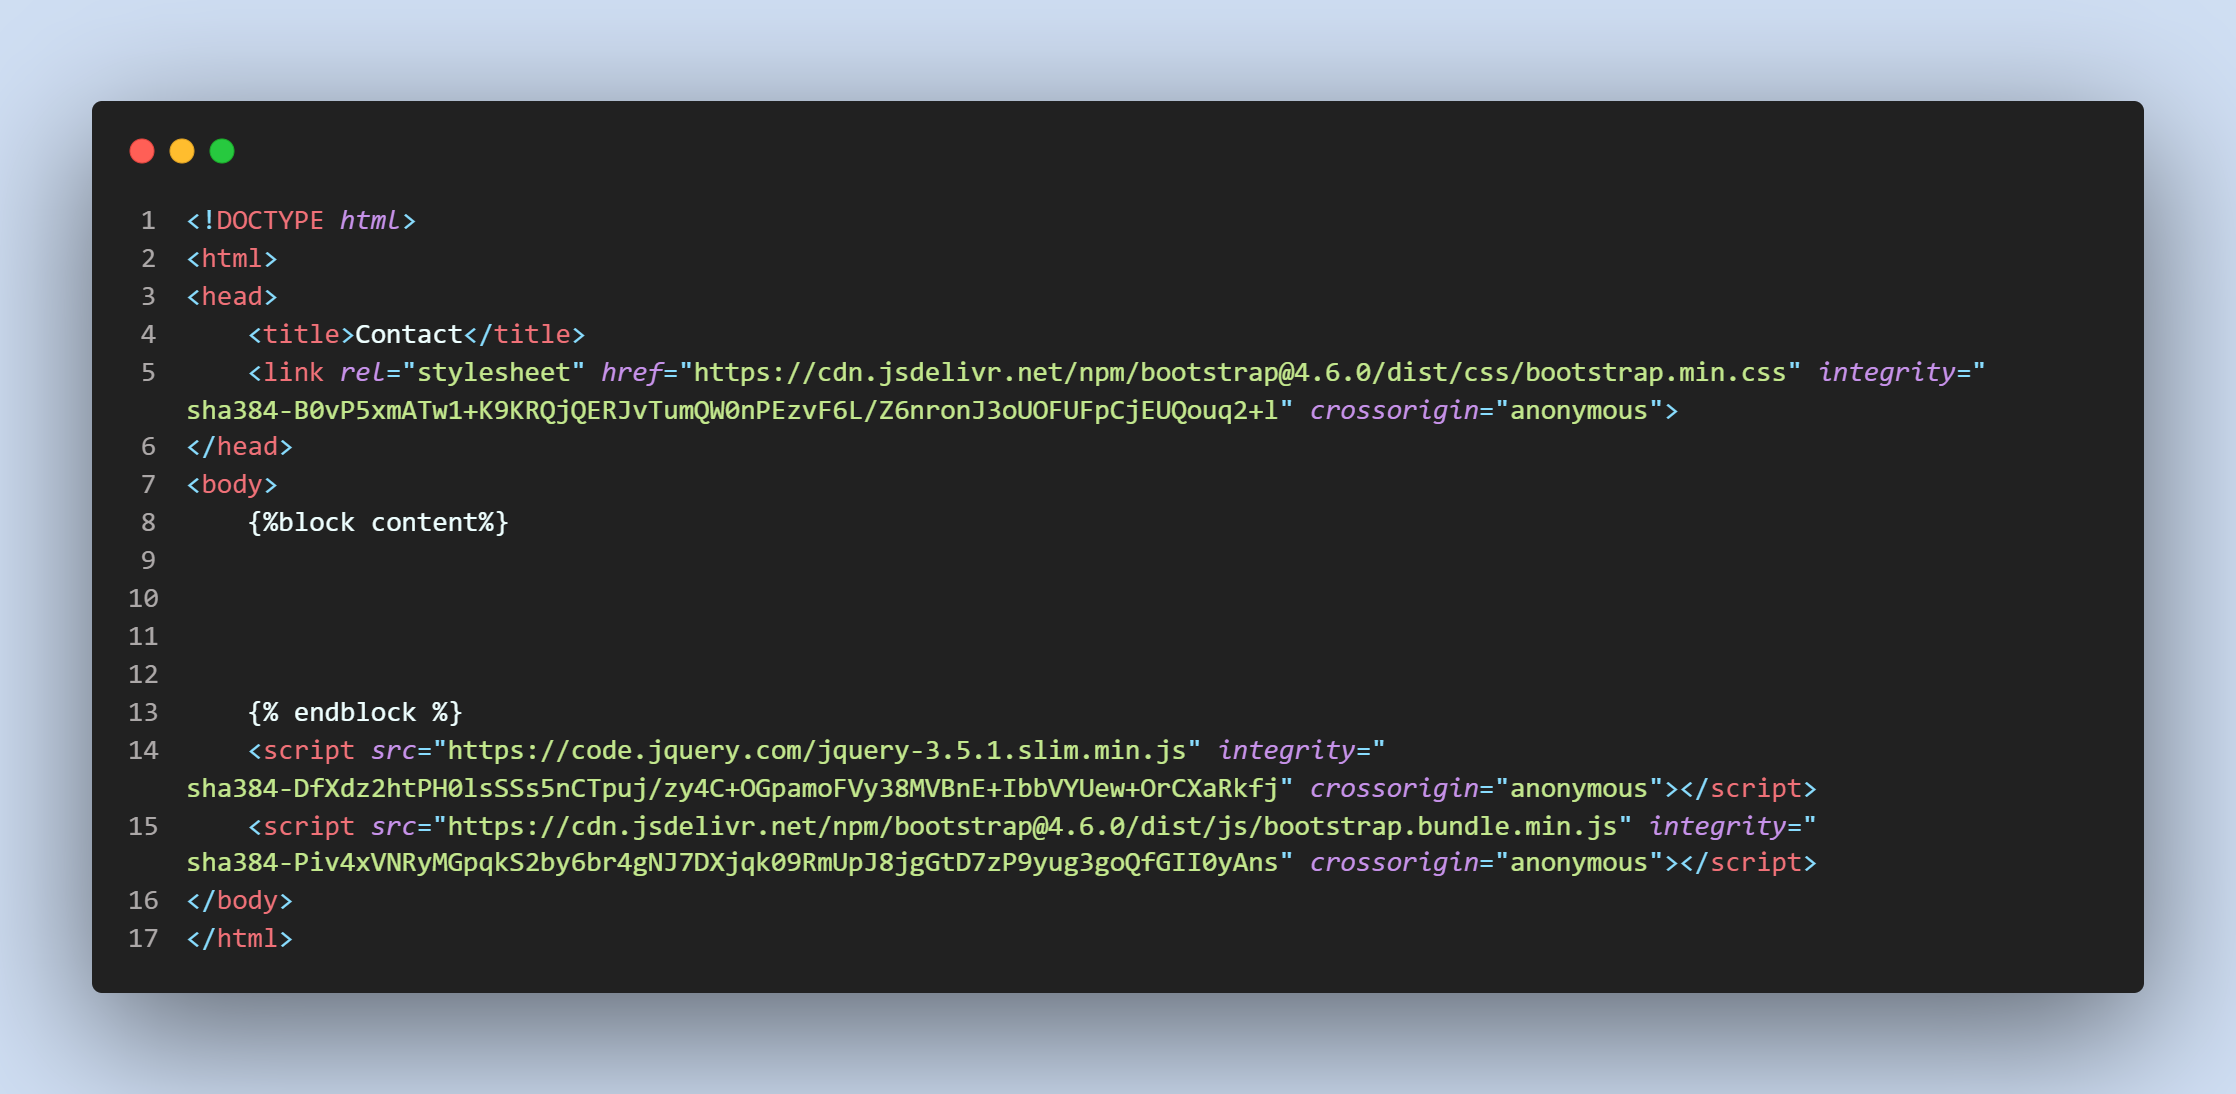 1 <!DOCTYPE html>
2 <html>
3 <head>
4     <title>Contact</title>
5     <link rel="stylesheet" href="https://cdn.jsdelivr.net/npm/bootstrap@4.6.0/dist/css/bootstrap.min.css" integrity="
sha384-B0vP5xmATw1+K9KRQjQERJvTumQW0nPEzvF6L/Z6nronJ3oUOFUFpCjEUQouq2+l" crossorigin="anonymous">
6 </head>
7 <body>
8     {%block content%}
9
10
11
12
13     {% endblock %}
14     <script src="https://code.jquery.com/jquery-3.5.1.slim.min.js" integrity="
sha384-DfXdz2htPH0lsSSs5nCTpuj/zy4C+OGpamoFVy38MVBnE+IbbVYUew+OrCXaRkfj" crossorigin="anonymous"></script>
15     <script src="https://cdn.jsdelivr.net/npm/bootstrap@4.6.0/dist/js/bootstrap.bundle.min.js" integrity="
sha384-Piv4xVNRyMGpqkS2by6br4gNJ7DXjqk09RmUpJ8jgGtD7zP9yug3goQfGII0yAns" crossorigin="anonymous"></script>
16 </body>
17 </html>